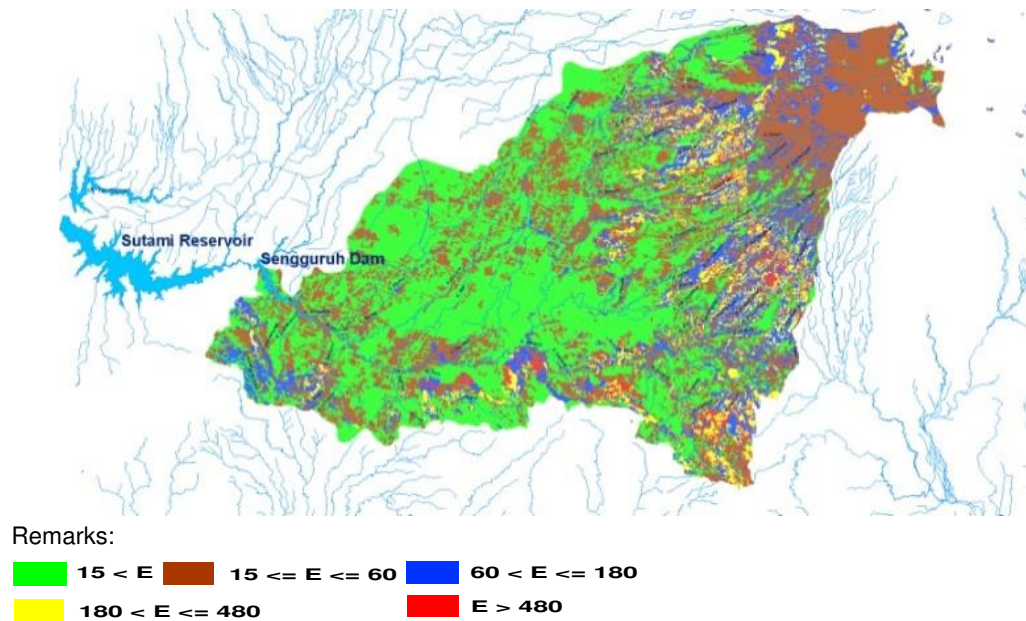 Sutami Reservoir
Sengguruh Dam
Remarks:
15 < E 15 <= E <= 60 60 < E <= 180
180 < E <= 480 E > 480